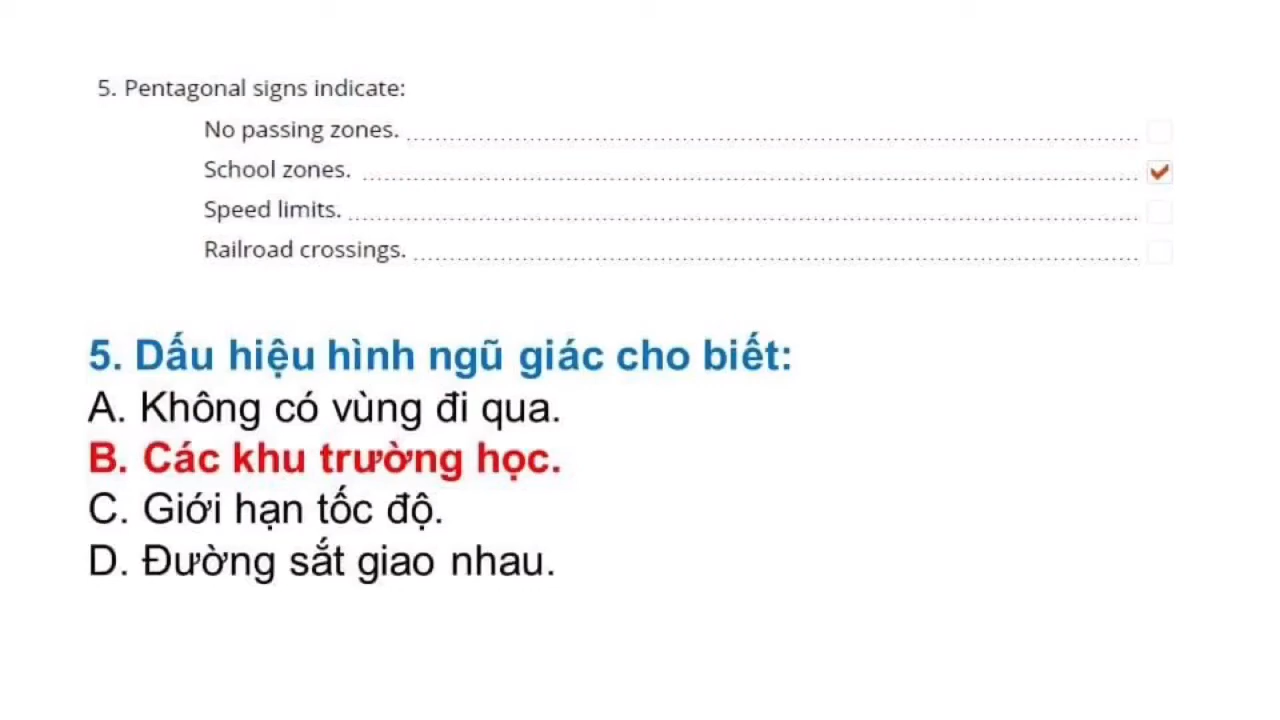 5. Pentagonal signs indicate:
No passing zones.
School zones.
Speed limits.
Railroad crossings.
5. Dấu hiệu hình ngũ giác cho biết:
A. Không có vùng đi qua.
B. Các khu trường học.
C. Giới hạn tốc độ.
D. Đường sắt giao nhau.